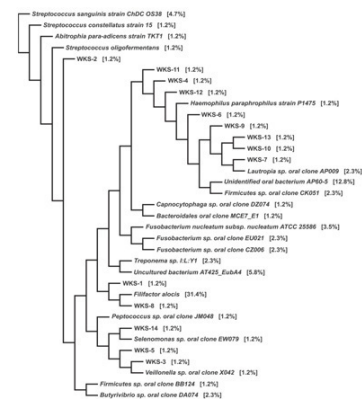 Streptococcus sanguinis strain ChDC OS38 [4.7%]
Streptococcus constellatus strain 15 [1.2%]
Abitrophia para-adicens strain TKT1 [1.2%]
Streptococcus oligofermentans [1.2%]
WKS-2 [1.2%]
WKS-11 [1.2%]
WKS-4 [1.2%]
WKS-12 [1.2%]
Haemophilus paraphrophilus strain P1475 [1.2%]
WKS-6 [1.2%]
WKS-9 [1.2%]
WKS-13 [1.2%]
WKS-10 [1.2%]
WKS-7 [1.2%]
Lautropia sp. oral clone AP009 [2.3%]
Unidentified oral bacterium AP60-5 [12.8%]
Firmicutes sp. oral clone CK051 [2.3%]
Capnocytophaga sp. oral clone DZ074 [1.2%]
Bacteroidales oral clone MCE7_E1 [1.2%]
Fusobacterium nucleatum subsp. nucleatum ATCC 25586 [3.5%]
Fusobacterium sp. oral clone EU021 [2.3%]
Fusobacterium sp. oral clone CZ006 [2.3%]
Treponema sp. I:L:Y1 [2.3%]
Uncultured bacterium AT425_EubA4 [5.8%]
WKS-1 [1.2%]
Filifactor alocis [31.4%]
WKS-8 [1.2%]
Peptococcus sp. oral clone JM048 [1.2%]
WKS-14 [1.2%]
Selenomonas sp. oral clone EW079 [1.2%]
WKS-5 [1.2%]
WKS-3 [1.2%]
Veillonella sp. oral clone X042 [1.2%]
Firmicutes sp. oral clone BB124 [1.2%]
Butyrivibrio sp. oral clone DA074 [2.3%]